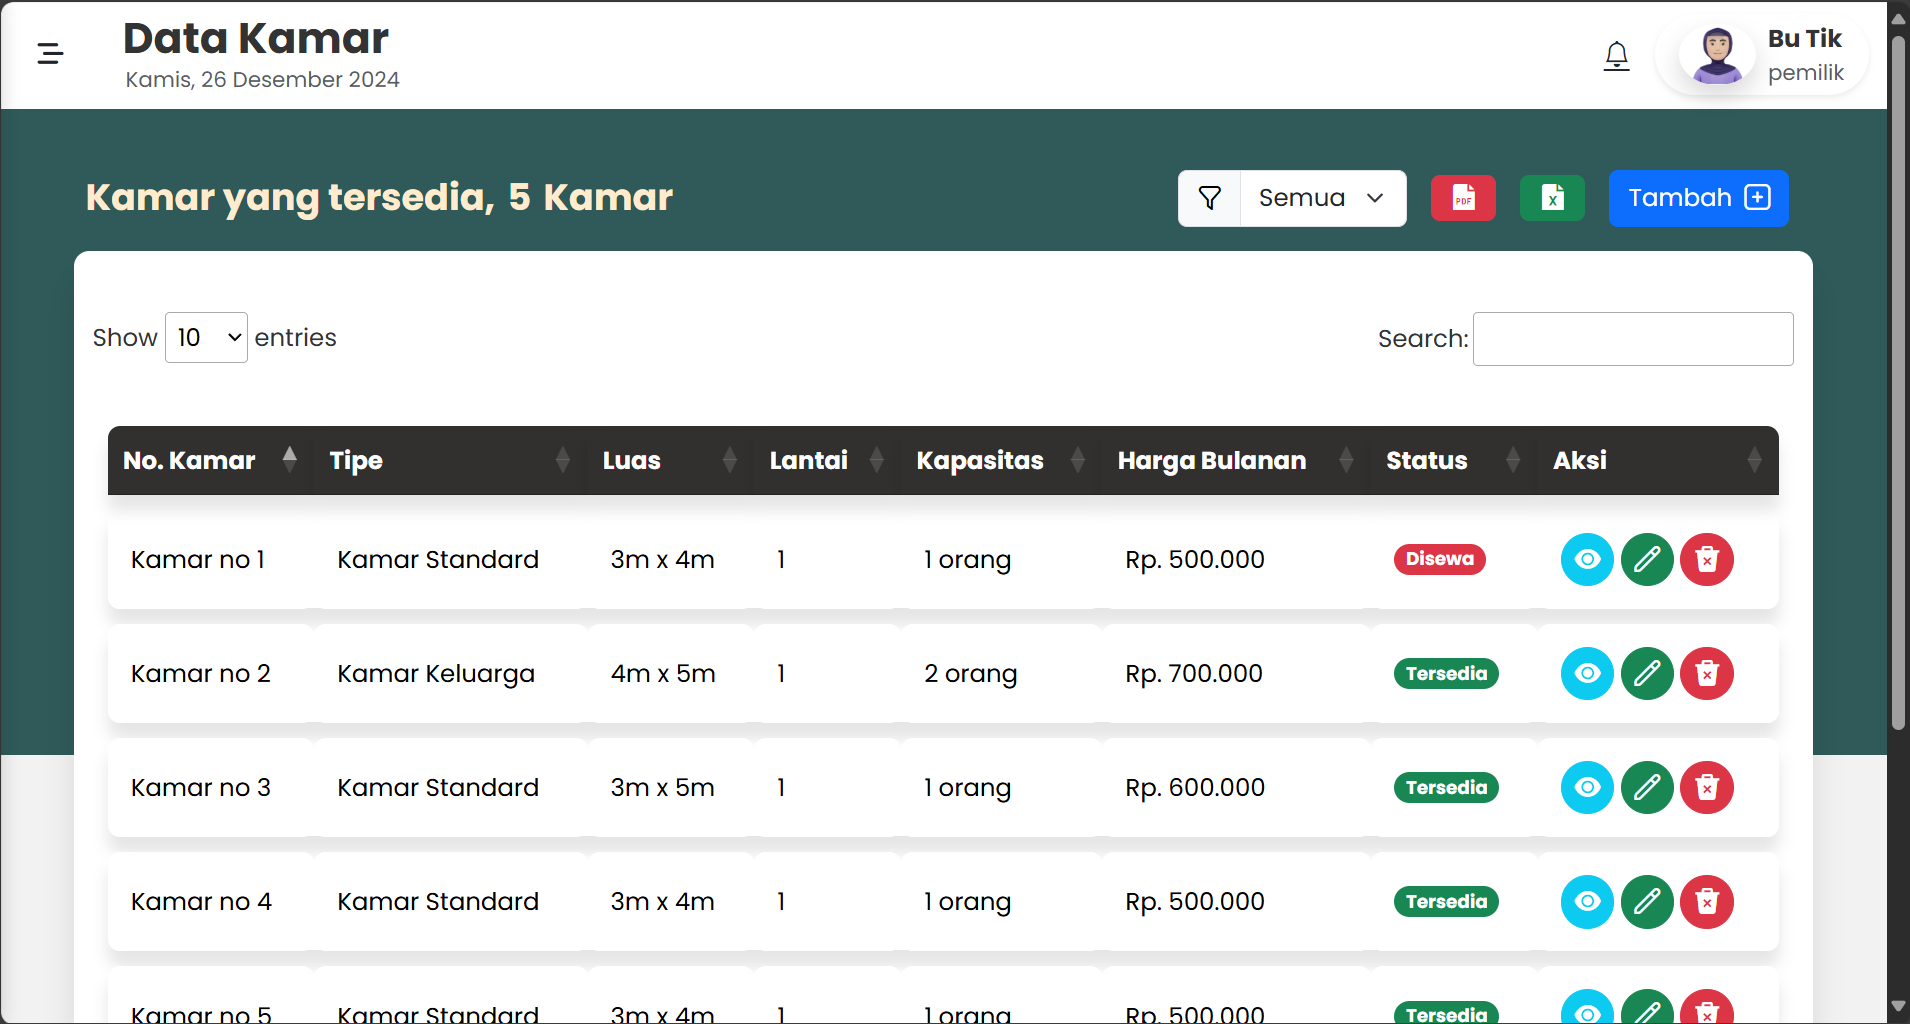 Data Kamar
Kamis, 26 Desember 2024
Bu Tik
pemilik
Kamar yang tersedia, 5 Kamar
Semua
PDF
X
Tambah
Show 10 entries
Search:
No. Kamar Tipe Luas Lantai Kapasitas Harga Bulanan Status Aksi
Kamar no 1 Kamar Standard 3m x 4m 1 1 orang Rp. 500.000 Disewa
Kamar no 2 Kamar Keluarga 4m x 5m 1 2 orang Rp. 700.000 Tersedia
Kamar no 3 Kamar Standard 3m x 5m 1 1 orang Rp. 600.000 Tersedia
Kamar no 4 Kamar Standard 3m x 4m 1 1 orang Rp. 500.000 Tersedia
Kamar no 5 Kamar Standard 3m x 4m 1 1 orang Rp. 500.000 Tersedia